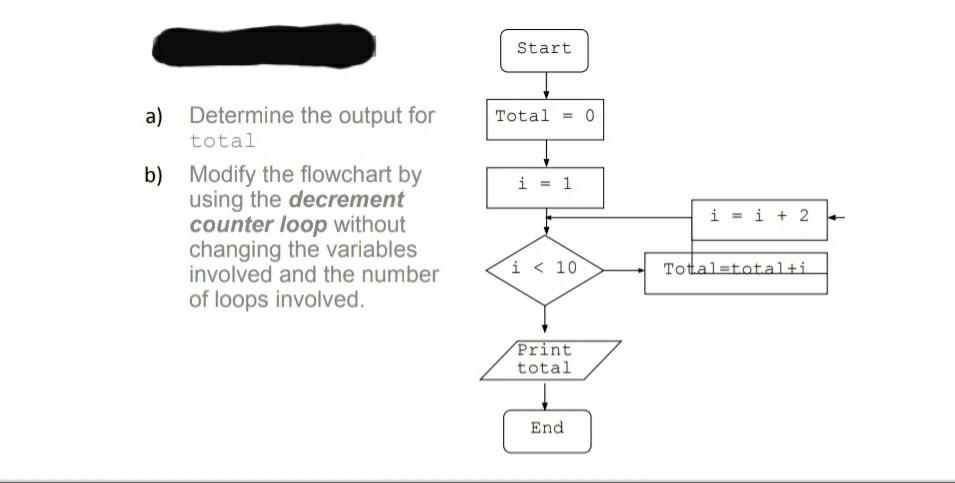 a) Determine the output for
total
b) Modify the flowchart by
using the decrement
counter loop without
changing the variables
involved and the number
of loops involved.
Start
Total = 0
i = 1
i = i + 2
i < 10
Total=total+i
Print
total
End